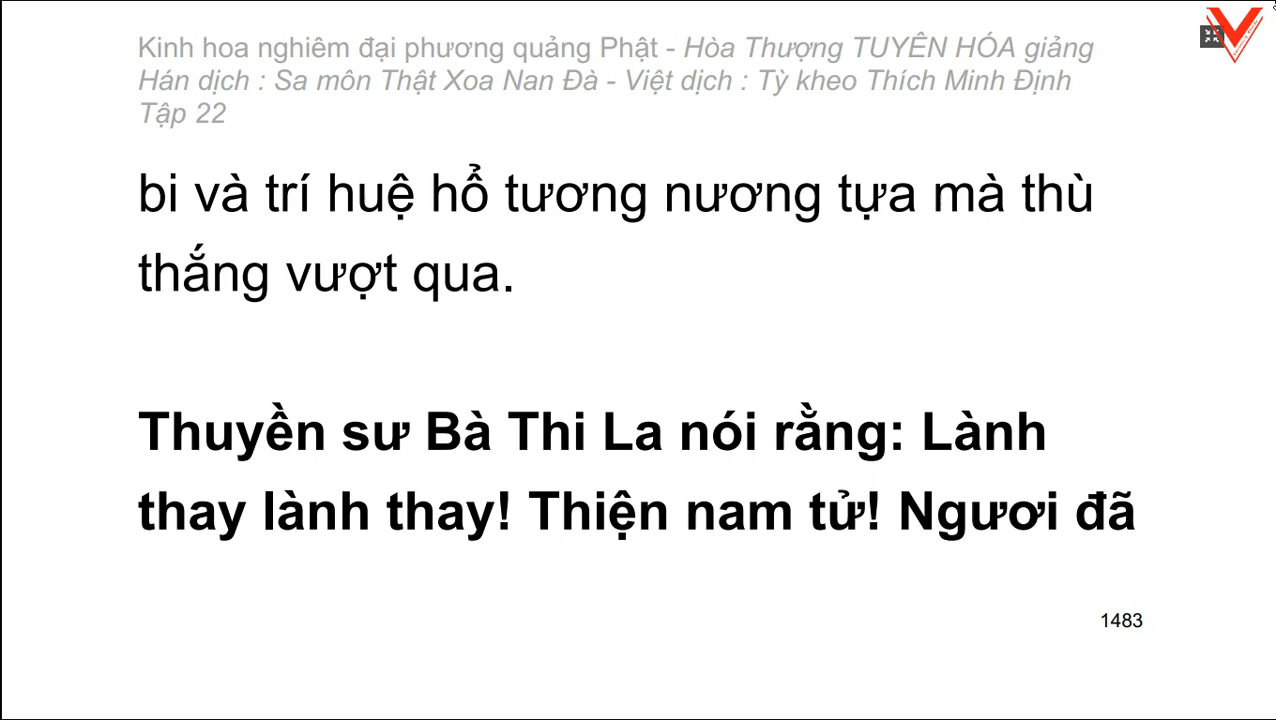 Kinh hoa nghiêm đại phương quảng Phật - Hòa Thượng TUYÊN HÓA giảng
Hán dịch : Sa môn Thật Xoa Nan Đà - Việt dịch : Tỳ kheo Thích Minh Định
Tập 22
bi và trí huệ hổ tương nương tựa mà thù
thắng vượt qua.
Thuyền sư Bà Thi La nói rằng: Lành
thay lành thay! Thiện nam tử! Ngươi đã
1483